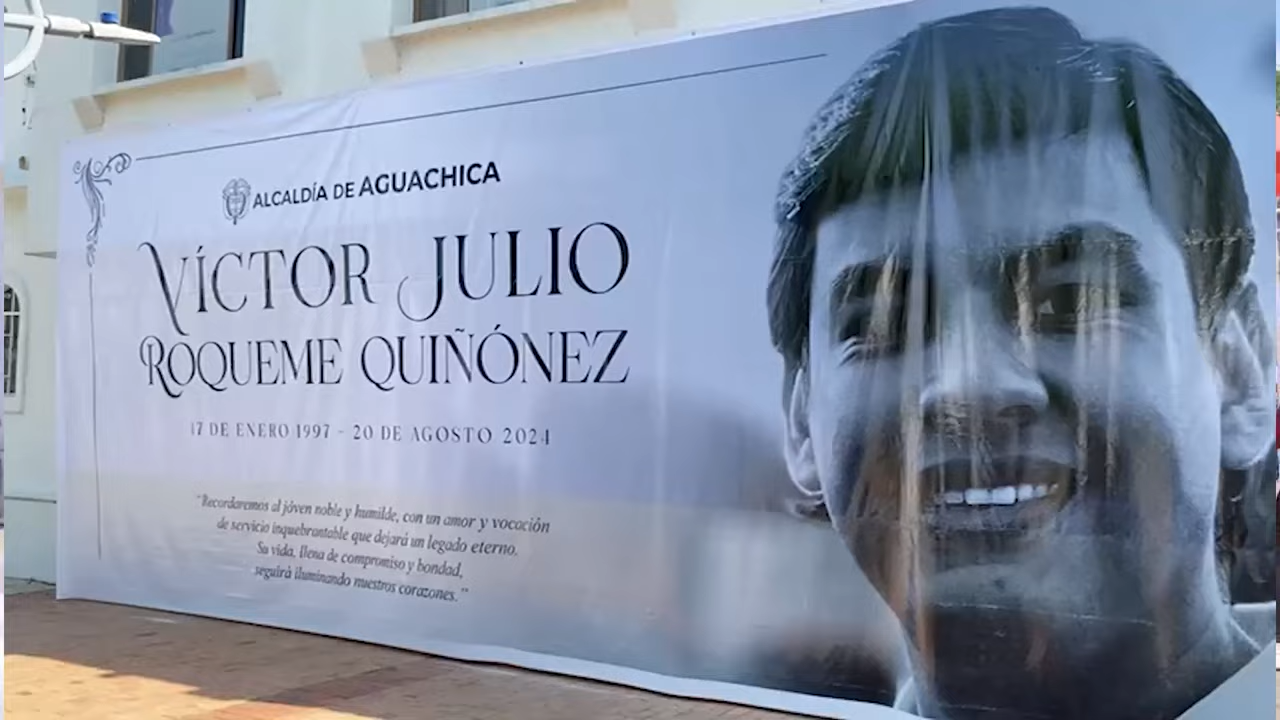 ALCALDÍA DE AGUACHICA
VÍCTOR JULIO
ROQUEME QUIÑÓNEZ
17 DE ENERO 1997 - 20 DE AGOSTO 2024
"Recordaremos al jóven noble y humilde, con un amor y vocación
de servicio inquebrantable que dejará un legado eterno.
Su vida, llena de compromiso y bondad,
seguirá iluminando nuestros corazones."